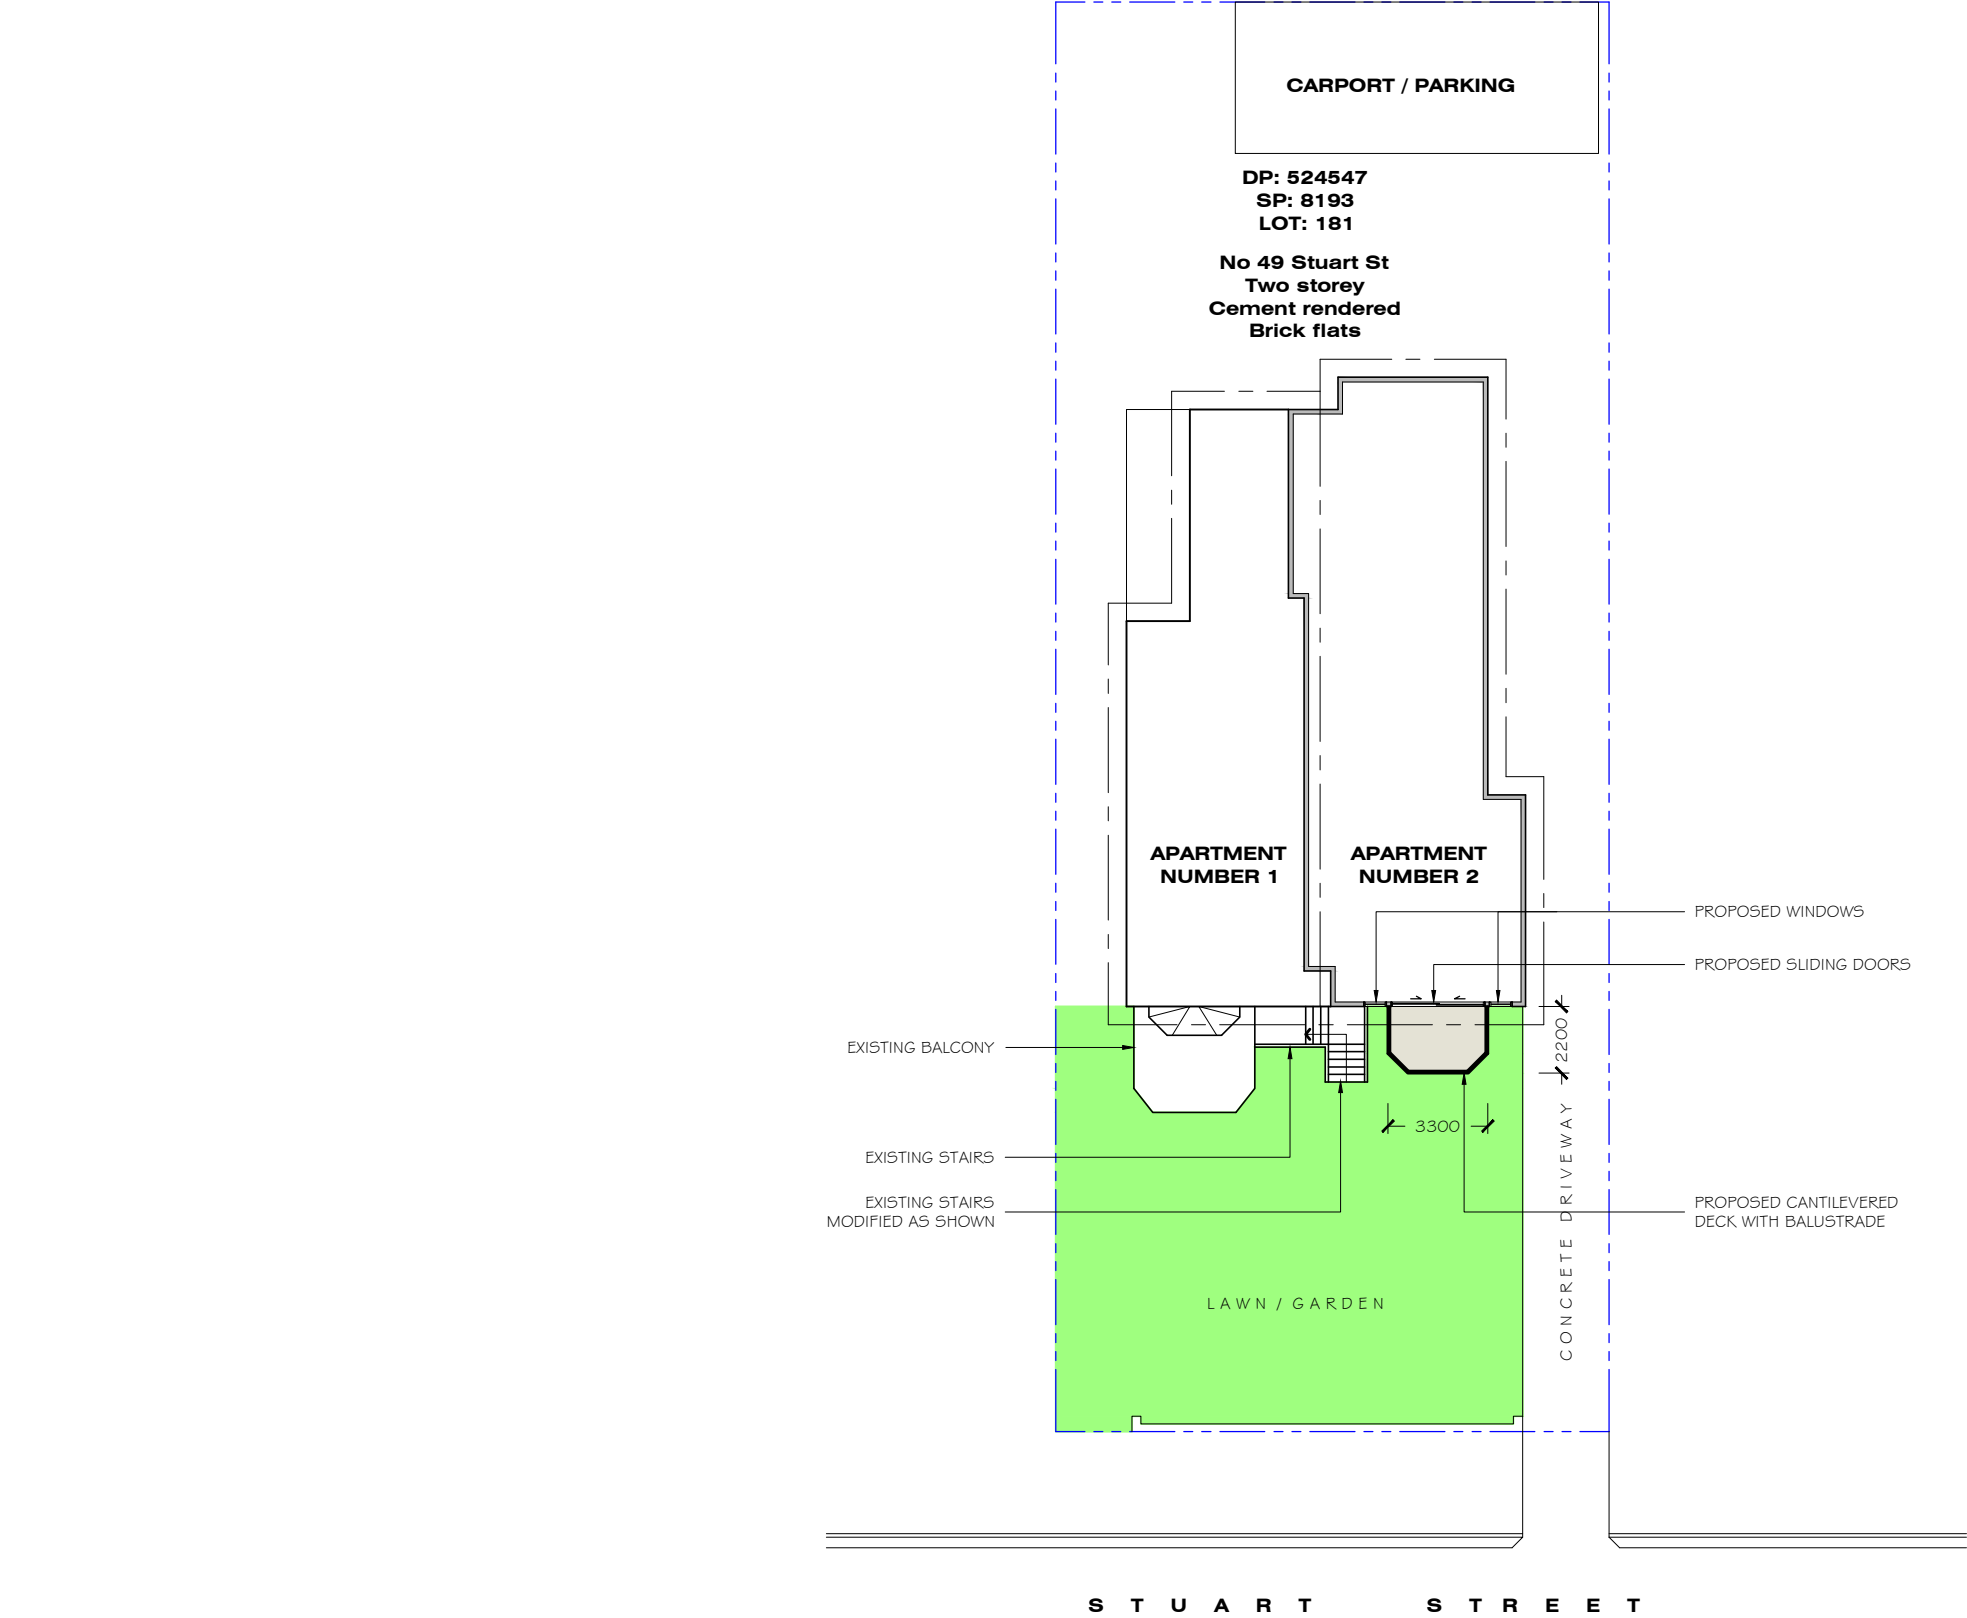 CARPORT / PARKING
DP: 524547
SP: 8193
LOT: 181
No 49 Stuart St
Two storey
Cement rendered
Brick flats
APARTMENT
NUMBER 1
APARTMENT
NUMBER 2
PROPOSED WINDOWS
PROPOSED SLIDING DOORS
EXISTING BALCONY
2200
3300
EXISTING STAIRS
EXISTING STAIRS
MODIFIED AS SHOWN
PROPOSED CANTILEVERED
DECK WITH BALUSTRADE
CONCRETE DRIVEWAY
LAWN / GARDEN
STUART STREET